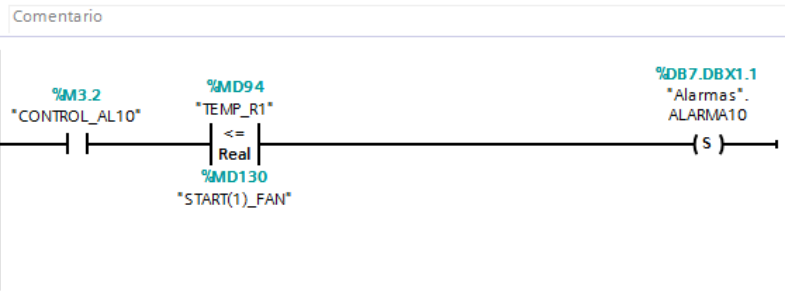 Comentario
%M3.2
"CONTROL_AL10"
%MD94
"TEMP_R1"
<=
Real
%MD130
"START(1)_FAN"
%DB7.DBX1.1
"Alarmas".
ALARMA10
S